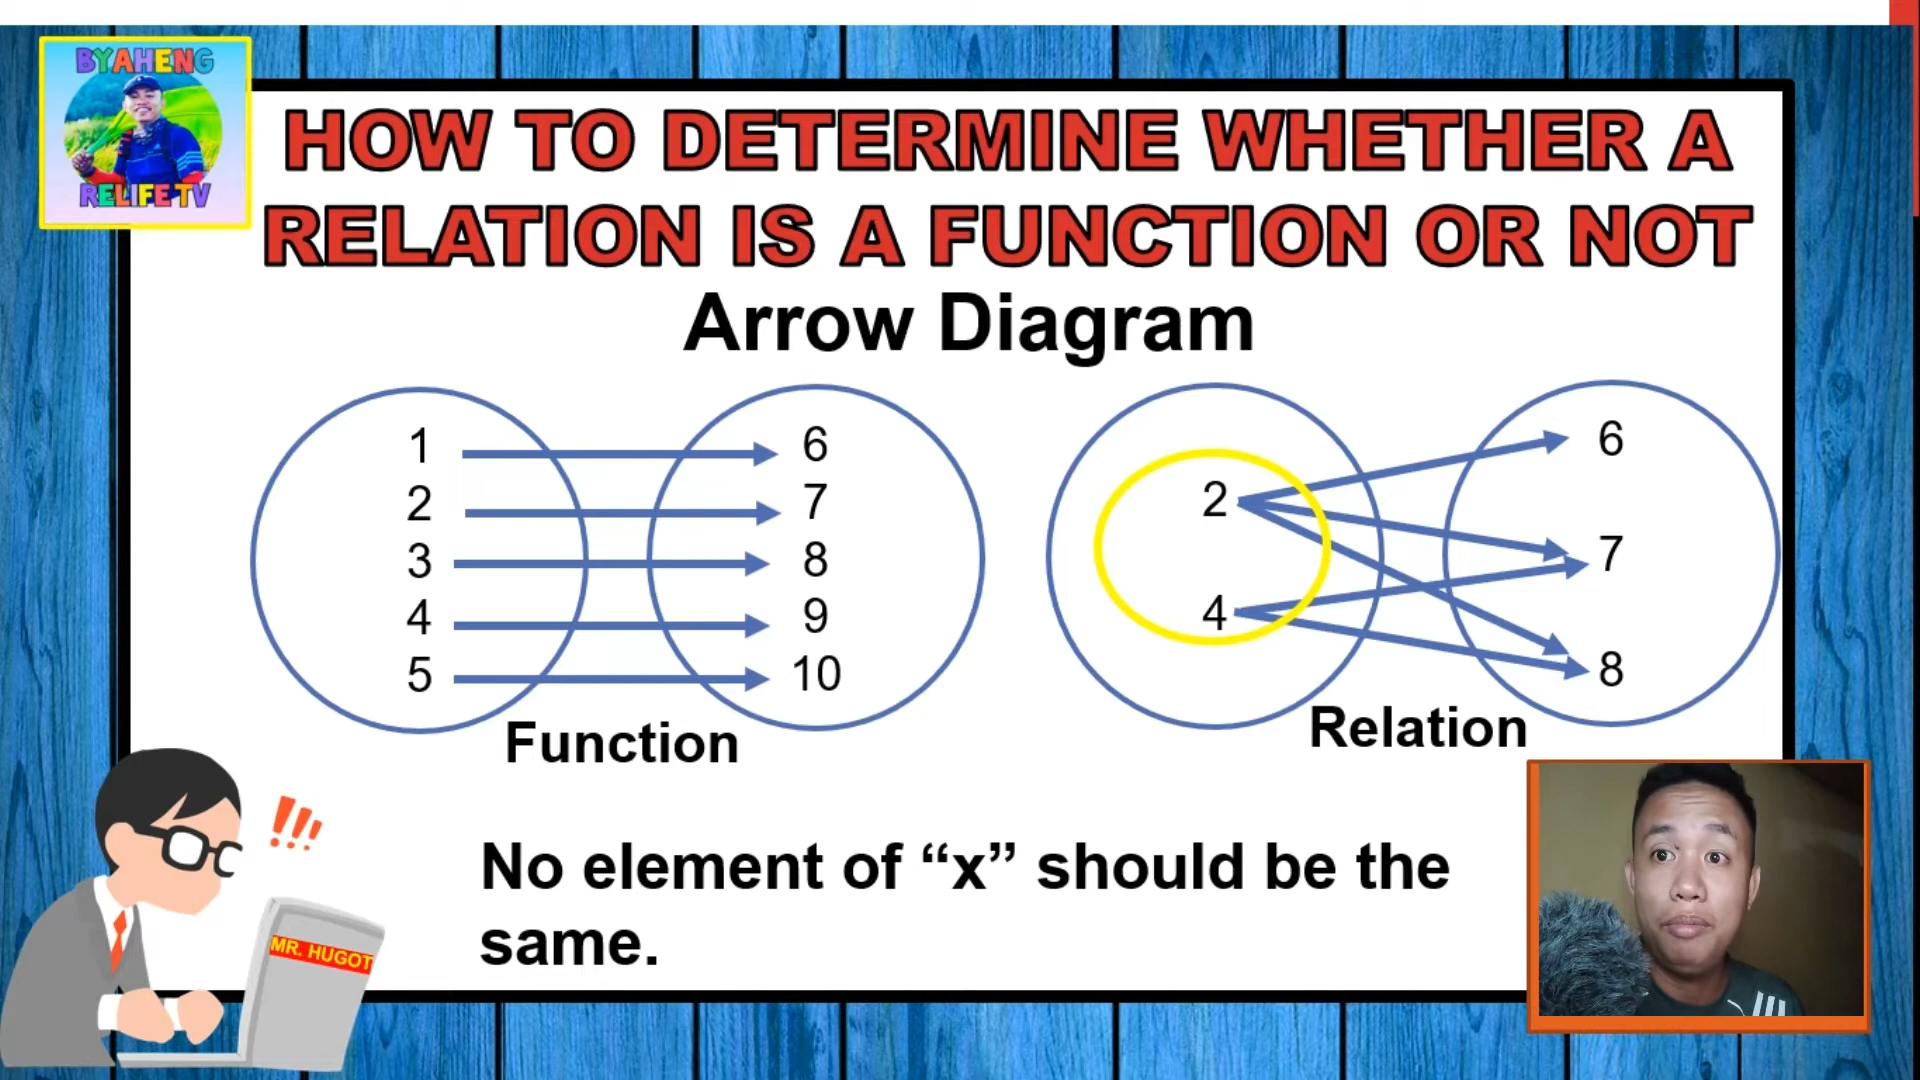 BYAHENG
RELIFE TV
HOW TO DETERMINE WHETHER A
RELATION IS A FUNCTION OR NOT
Arrow Diagram
1
2
3
4
5
6
7
8
9
10
Function
2
4
6
7
8
Relation
No element of “x” should be the
same.
MR. HUGOT